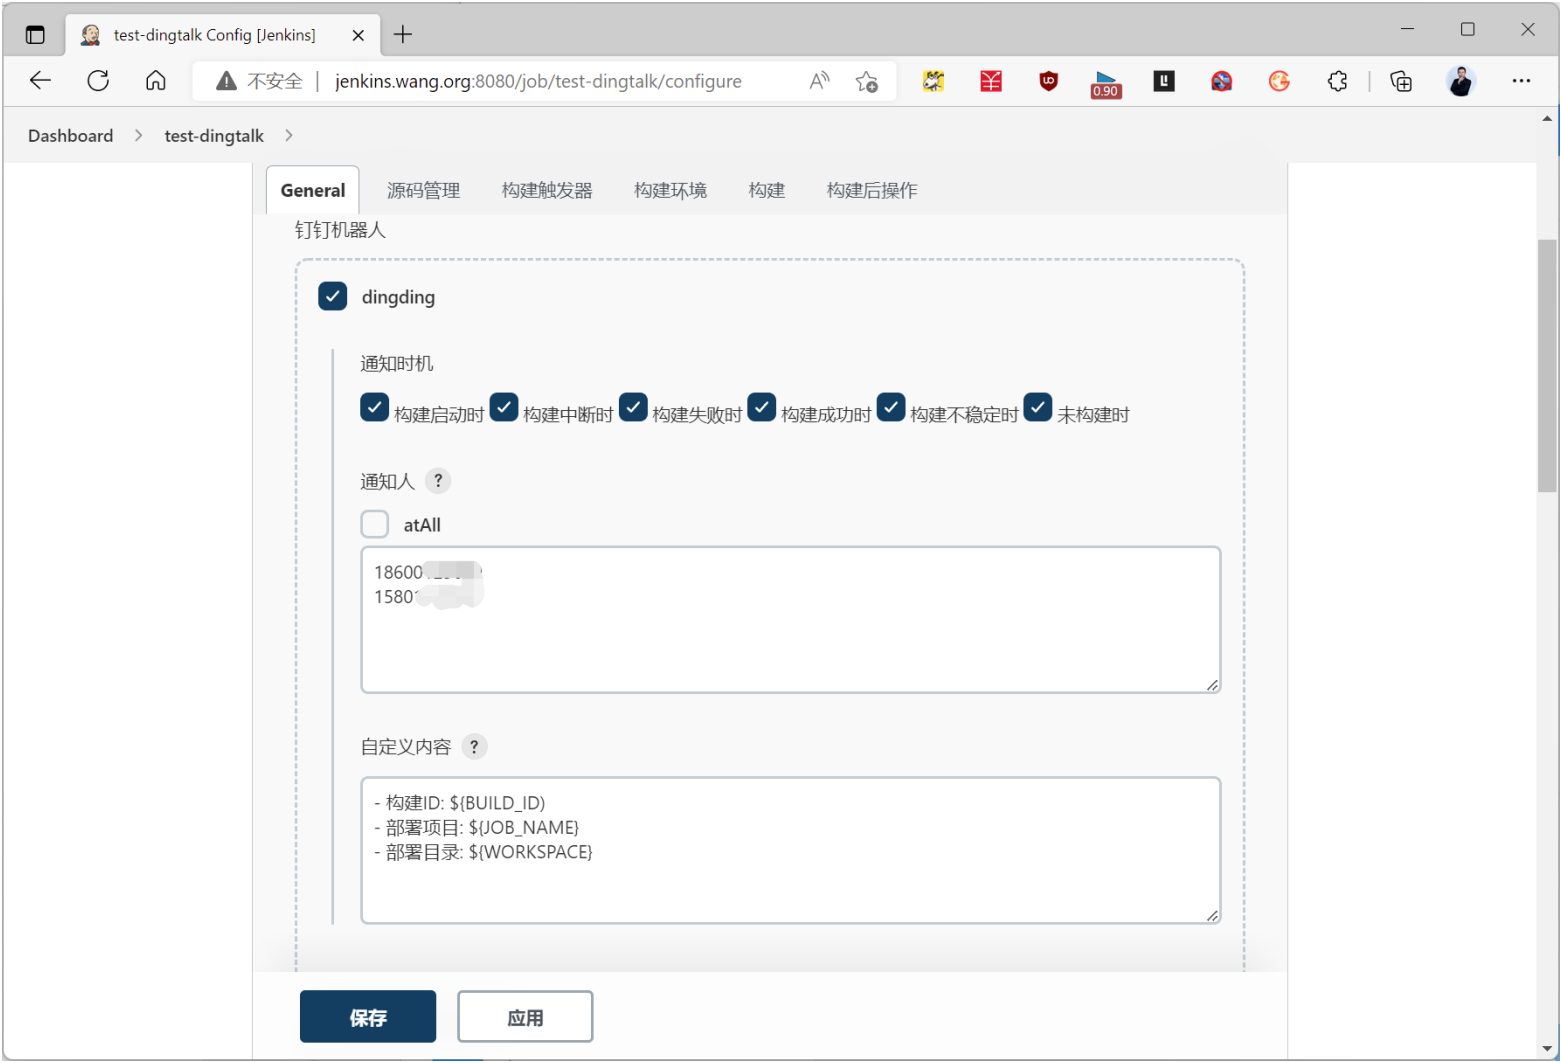 test-dingtalk Config [Jenkins]
不安全 | jenkins.wang.org:8080/job/test-dingtalk/configure
0.90
Dashboard > test-dingtalk >
General 源码管理 构建触发器 构建环境 构建 构建后操作
钉钉机器人
dingding
通知时机
构建启动时 构建中断时 构建失败时 构建成功时 构建不稳定时 未构建时
通知人 ?
atAll
18600
1580
自定义内容 ?
- 构建ID: ${BUILD_ID)
- 部署项目: ${JOB_NAME}
- 部署目录: ${WORKSPACE}
保存 应用